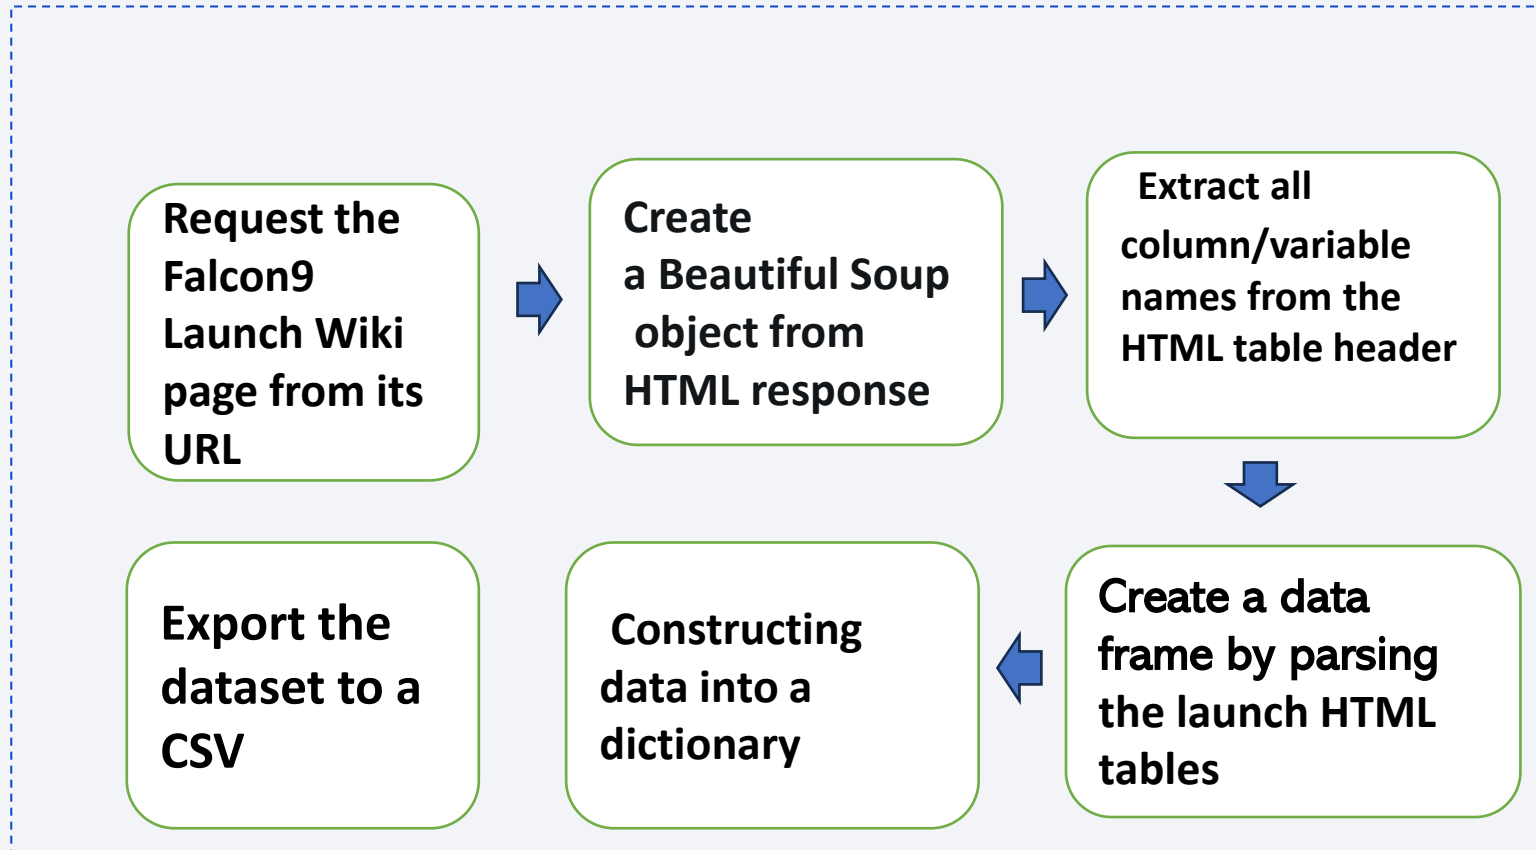 Request the
Falcon9
Launch Wiki
page from its
URL
Create
a Beautiful Soup
object from
HTML response
Extract all
column/variable
names from the
HTML table header
Create a data
frame by parsing
the launch HTML
tables
Constructing
data into a
dictionary
Export the
dataset to a
CSV